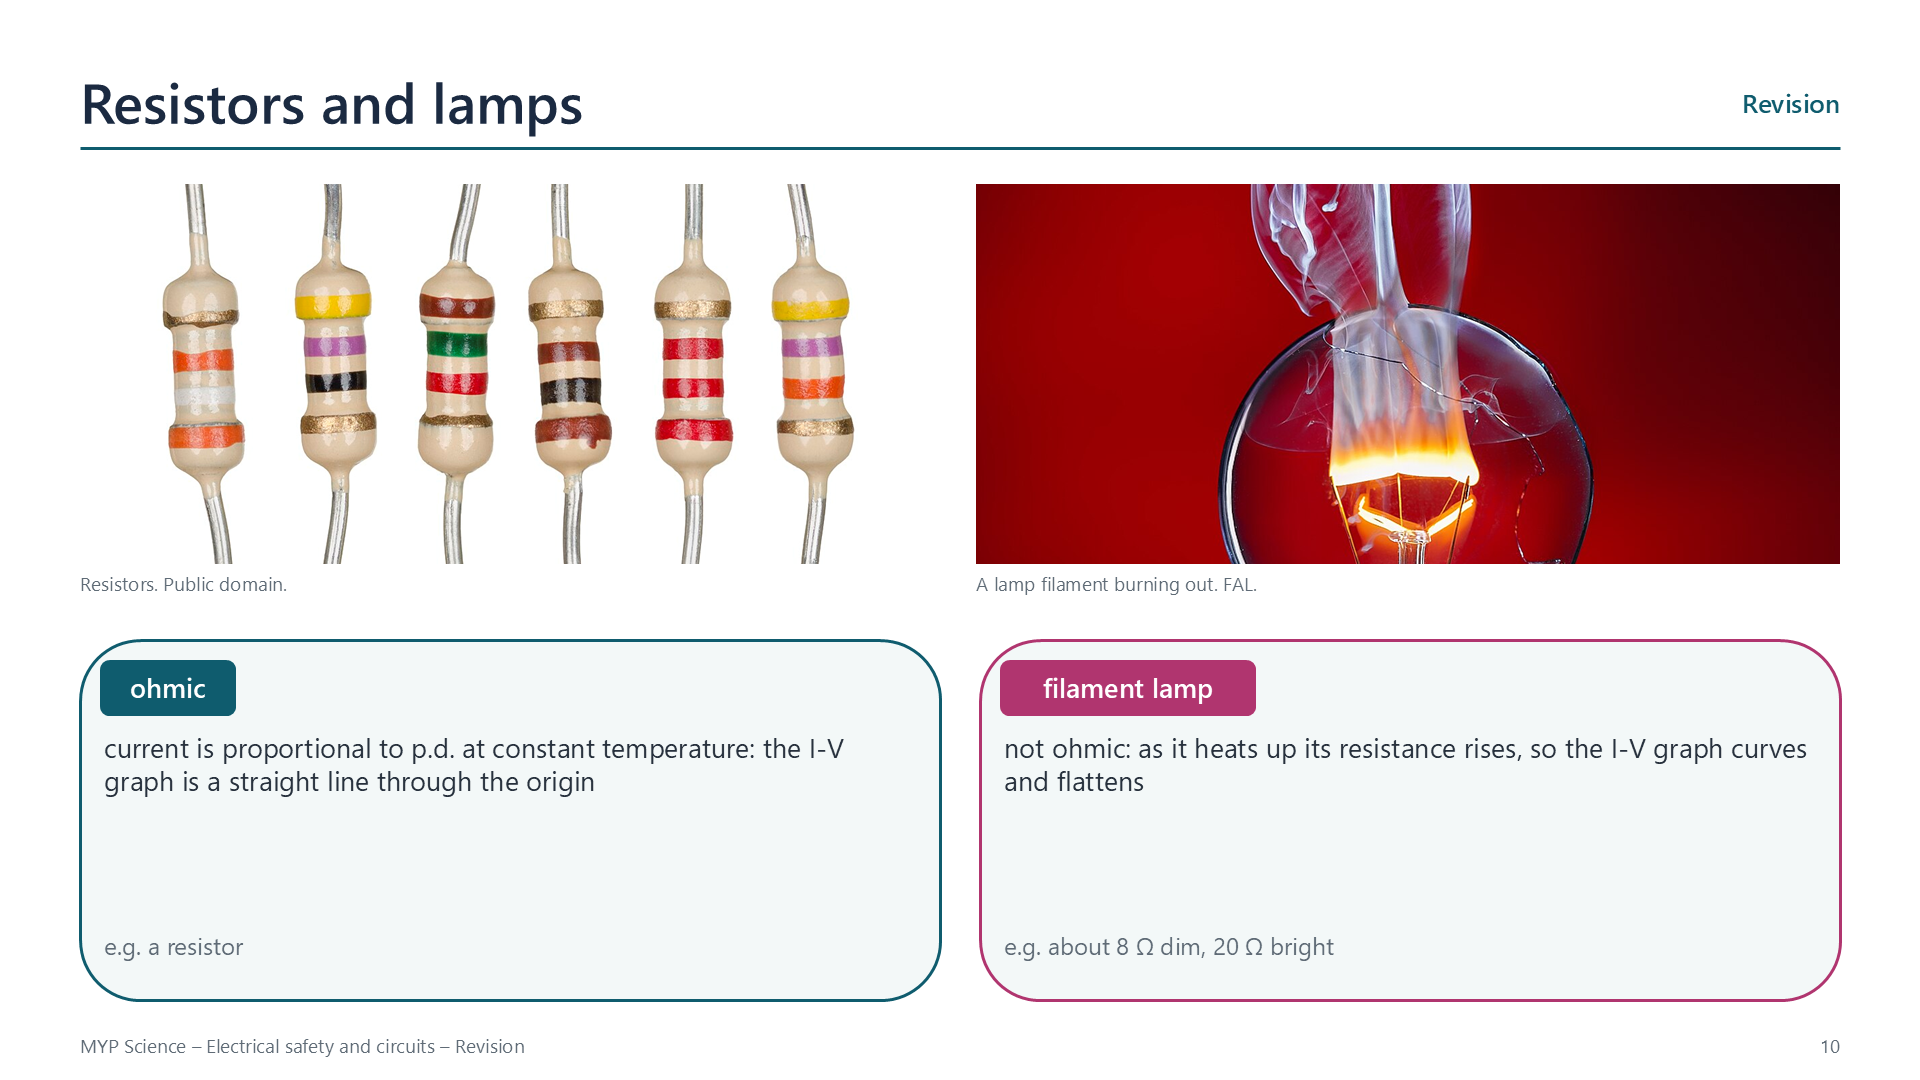 Resistors and lamps
Revision
Resistors. Public domain.
A lamp filament burning out. FAL.
ohmic
current is proportional to p.d. at constant temperature: the I-V
graph is a straight line through the origin
e.g. a resistor
filament lamp
not ohmic: as it heats up its resistance rises, so the I-V graph curves
and flattens
e.g. about 8 Ω dim, 20 Ω bright
MYP Science – Electrical safety and circuits – Revision
10